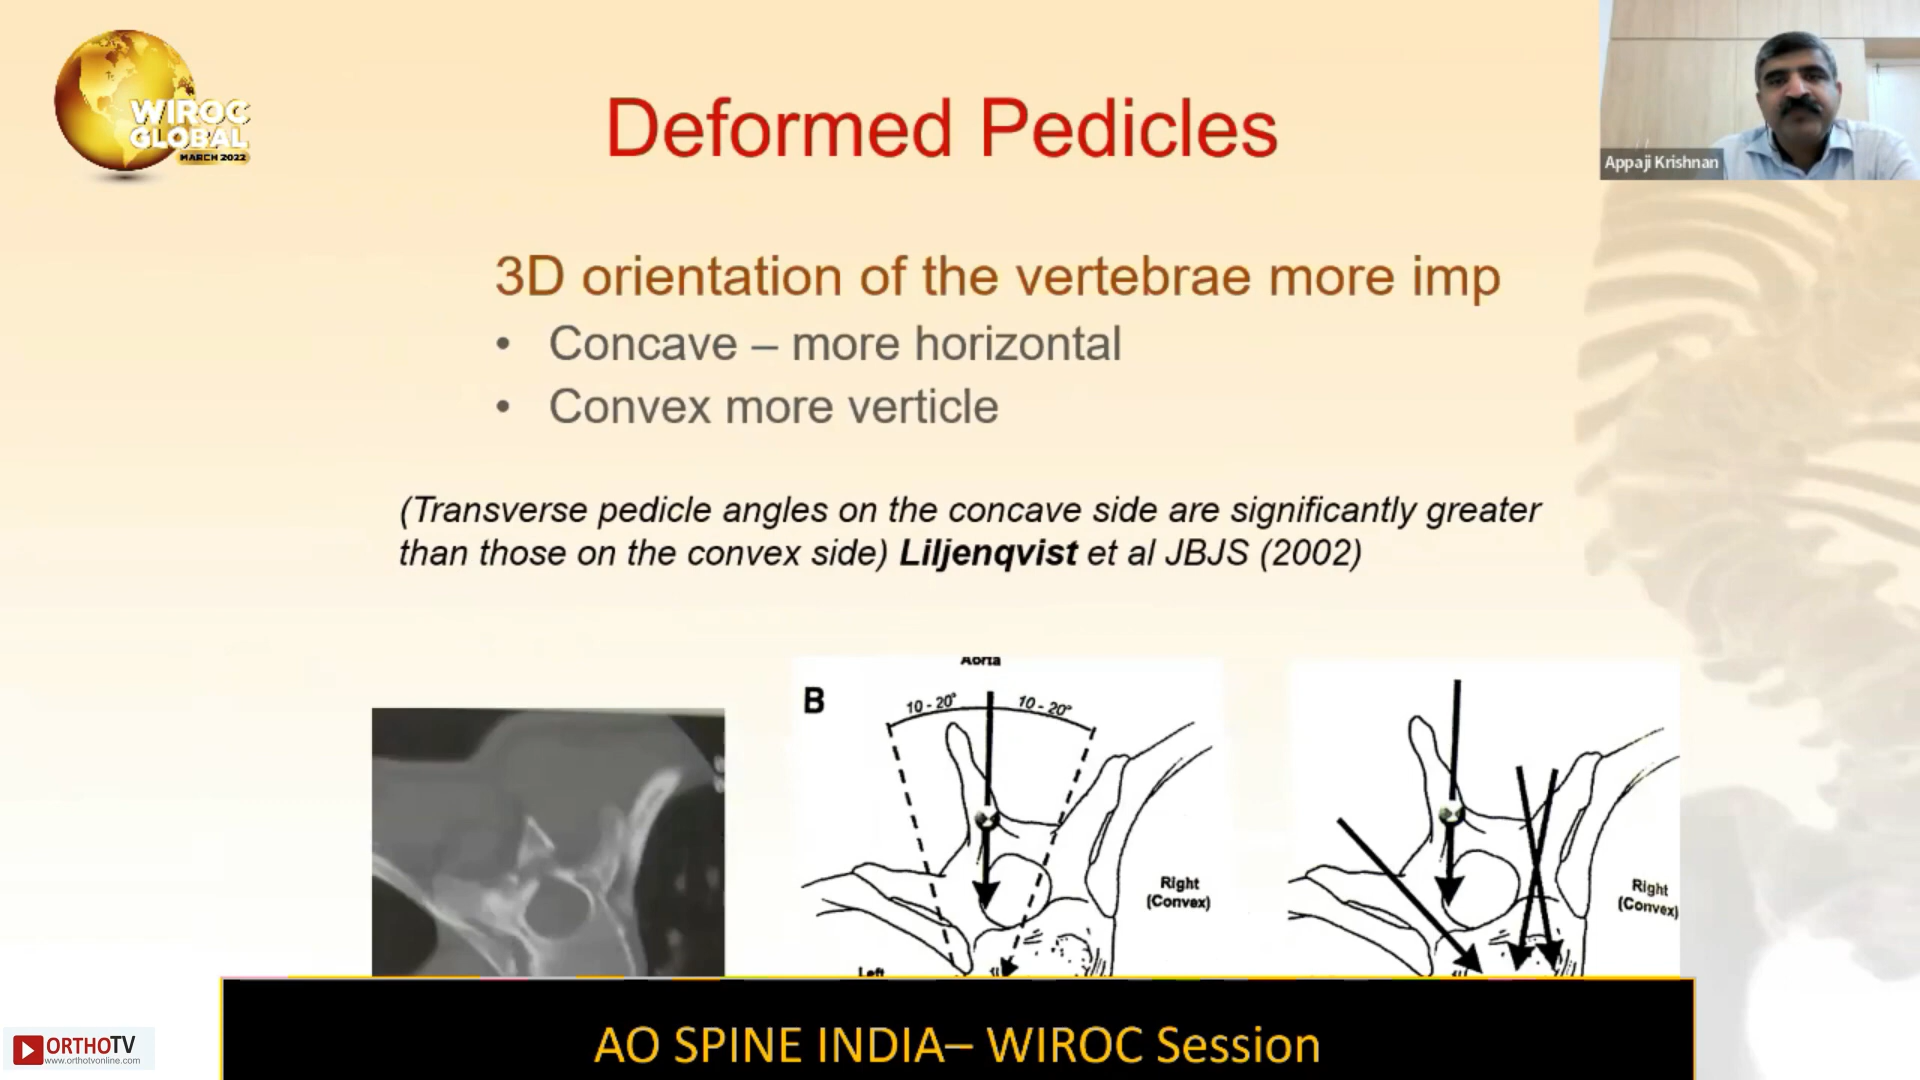 WIROC
GLOBAL
MARCH 2022
Deformed Pedicles
Appaji Krishnan
3D orientation of the vertebrae more imp
• Concave – more horizontal
• Convex more verticle
(Transverse pedicle angles on the concave side are significantly greater
than those on the convex side) Liljenqvist et al JBJS (2002)
Aorta
B
10 - 20°
10 - 20°
Right
(Convex)
Left
Right
(Convex)
AO SPINE INDIA– WIROC Session
ORTHOTV
www.orthotvonline.com